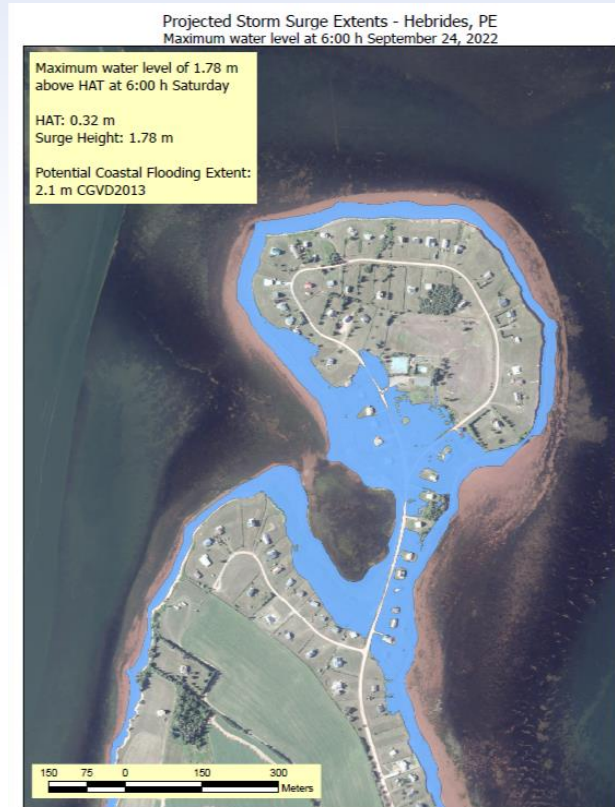 Projected Storm Surge Extents - Hebrides, PE
Maximum water level at 6:00 h September 24, 2022
Maximum water level of 1.78 m
above HAT at 6:00 h Saturday
HAT: 0.32 m
Surge Height: 1.78 m
Potential Coastal Flooding Extent:
2.1 m CGVD2013
150 75 0 150 300
Meters